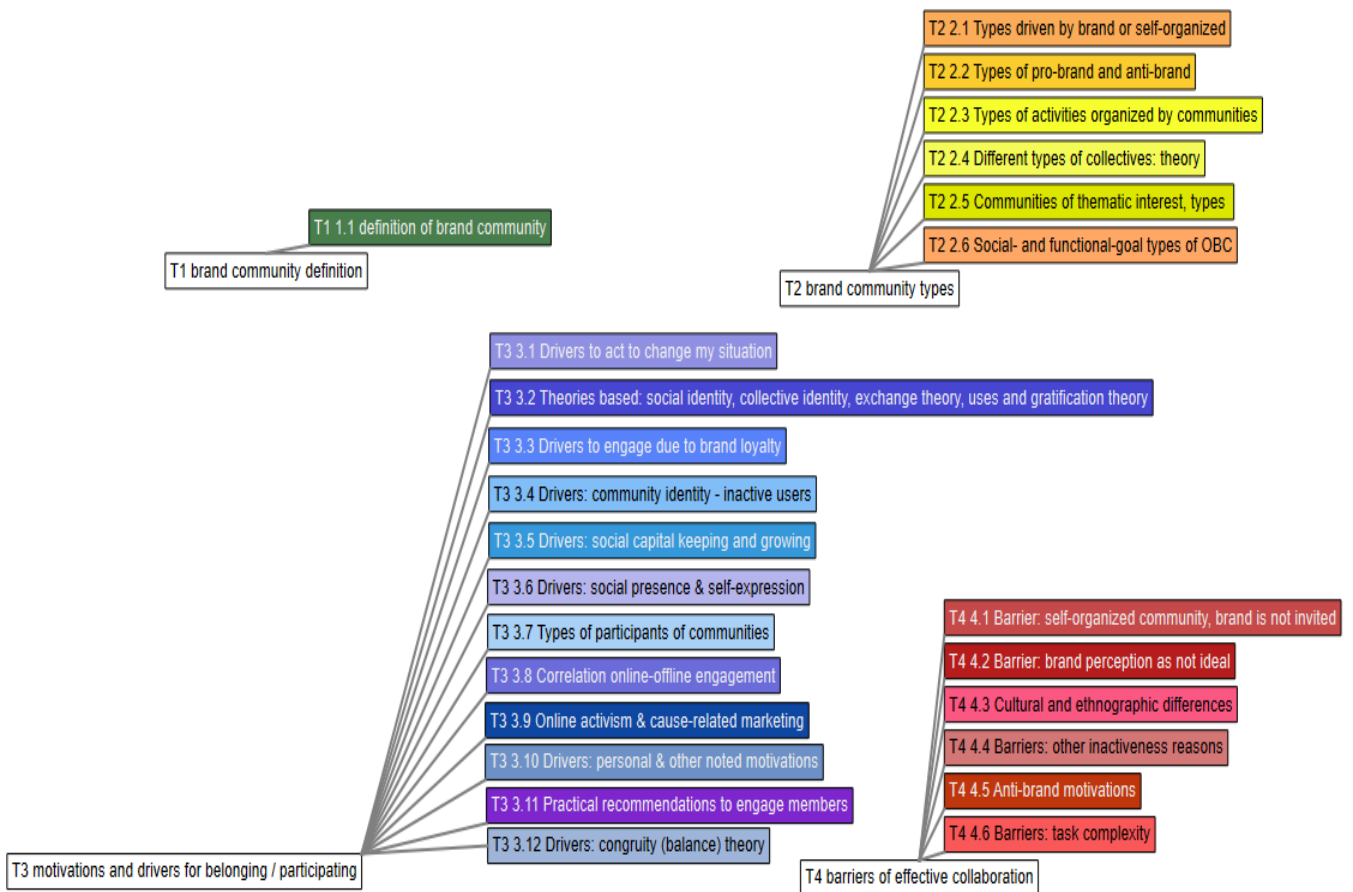 T1 1.1 definition of brand community
T1 brand community definition
T2 2.1 Types driven by brand or self-organized
T2 2.2 Types of pro-brand and anti-brand
T2 2.3 Types of activities organized by communities
T2 2.4 Different types of collectives: theory
T2 2.5 Communities of thematic interest, types
T2 2.6 Social- and functional-goal types of OBC
T2 brand community types
T3 3.1 Drivers to act to change my situation
T3 3.2 Theories based: social identity, collective identity, exchange theory, uses and gratification theory
T3 3.3 Drivers to engage due to brand loyalty
T3 3.4 Drivers: community identity - inactive users
T3 3.5 Drivers: social capital keeping and growing
T3 3.6 Drivers: social presence & self-expression
T3 3.7 Types of participants of communities
T3 3.8 Correlation online-offline engagement
T3 3.9 Online activism & cause-related marketing
T3 3.10 Drivers: personal & other noted motivations
T3 3.11 Practical recommendations to engage members
T3 3.12 Drivers: congruity (balance) theory
T3 motivations and drivers for belonging / participating
T4 4.1 Barrier: self-organized community, brand is not invited
T4 4.2 Barrier: brand perception as not ideal
T4 4.3 Cultural and ethnographic differences
T4 4.4 Barriers: other inactiveness reasons
T4 4.5 Anti-brand motivations
T4 4.6 Barriers: task complexity
T4 barriers of effective collaboration